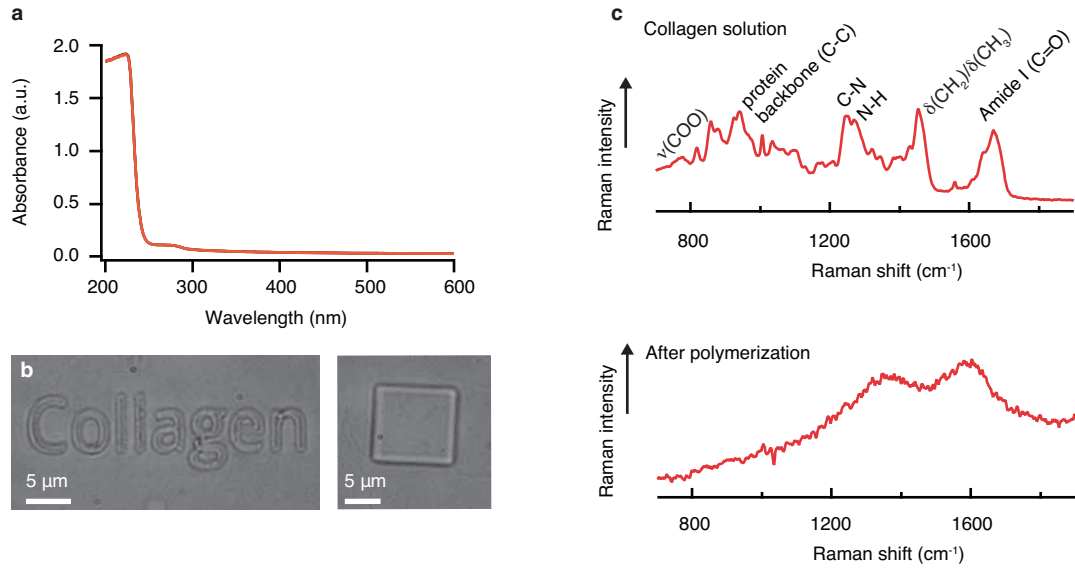 a
2.0
1.5
1.0
0.5
0.0
Absorbance (a.u.)
200
300
400
500
600
Wavelength (nm)
b
Collagen
5 µm
5 µm
c
Collagen solution
ν(COO)
protein
backbone (C-C)
C-N
N-H
δ(CH₂)/δ(CH₃)
Amide I (C=O)
Raman intensity
800
1200
1600
Raman shift (cm⁻¹)
After polymerization
Raman intensity
800
1200
1600
Raman shift (cm⁻¹)